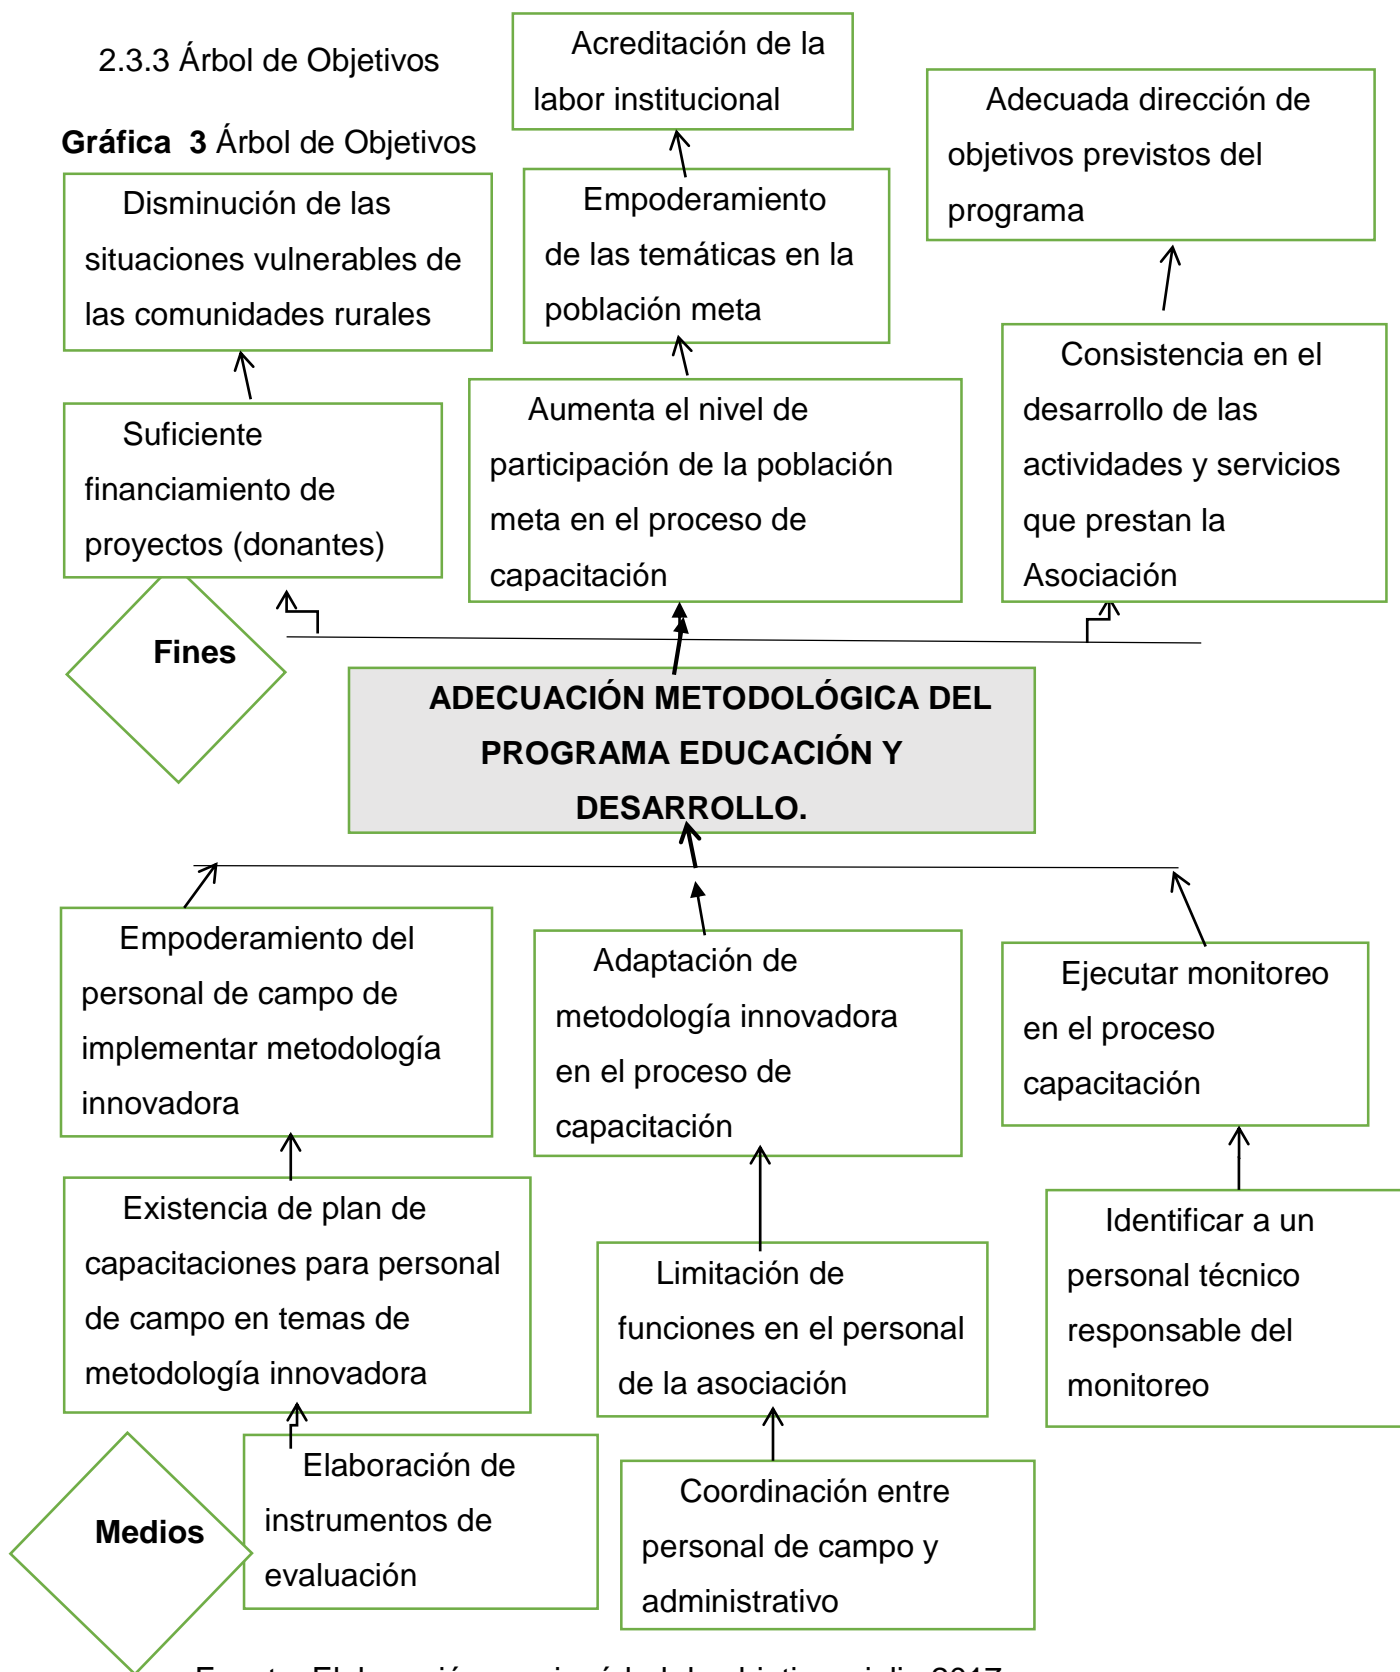 2.3.3 Árbol de Objetivos
Gráfica 3 Árbol de Objetivos
Acreditación de la
labor institucional
Adecuada dirección de
objetivos previstos del
programa
Disminución de las
situaciones vulnerables de
las comunidades rurales
Empoderamiento
de las temáticas en la
población meta
Suficiente
financiamiento de
proyectos (donantes)
Aumenta el nivel de
participación de la población
meta en el proceso de
capacitación
Consistencia en el
desarrollo de las
actividades y servicios
que prestan la
Asociación
Fines
ADECUACIÓN METODOLÓGICA DEL
PROGRAMA EDUCACIÓN Y
DESARROLLO.
Empoderamiento del
personal de campo de
implementar metodología
innovadora
Adaptación de
metodología innovadora
en el proceso de
capacitación
Ejecutar monitoreo
en el proceso
capacitación
Existencia de plan de
capacitaciones para personal
de campo en temas de
metodología innovadora
Limitación de
funciones en el personal
de la asociación
Identificar a un
personal técnico
responsable del
monitoreo
Medios
Elaboración de
instrumentos de
evaluación
Coordinación entre
personal de campo y
administrativo